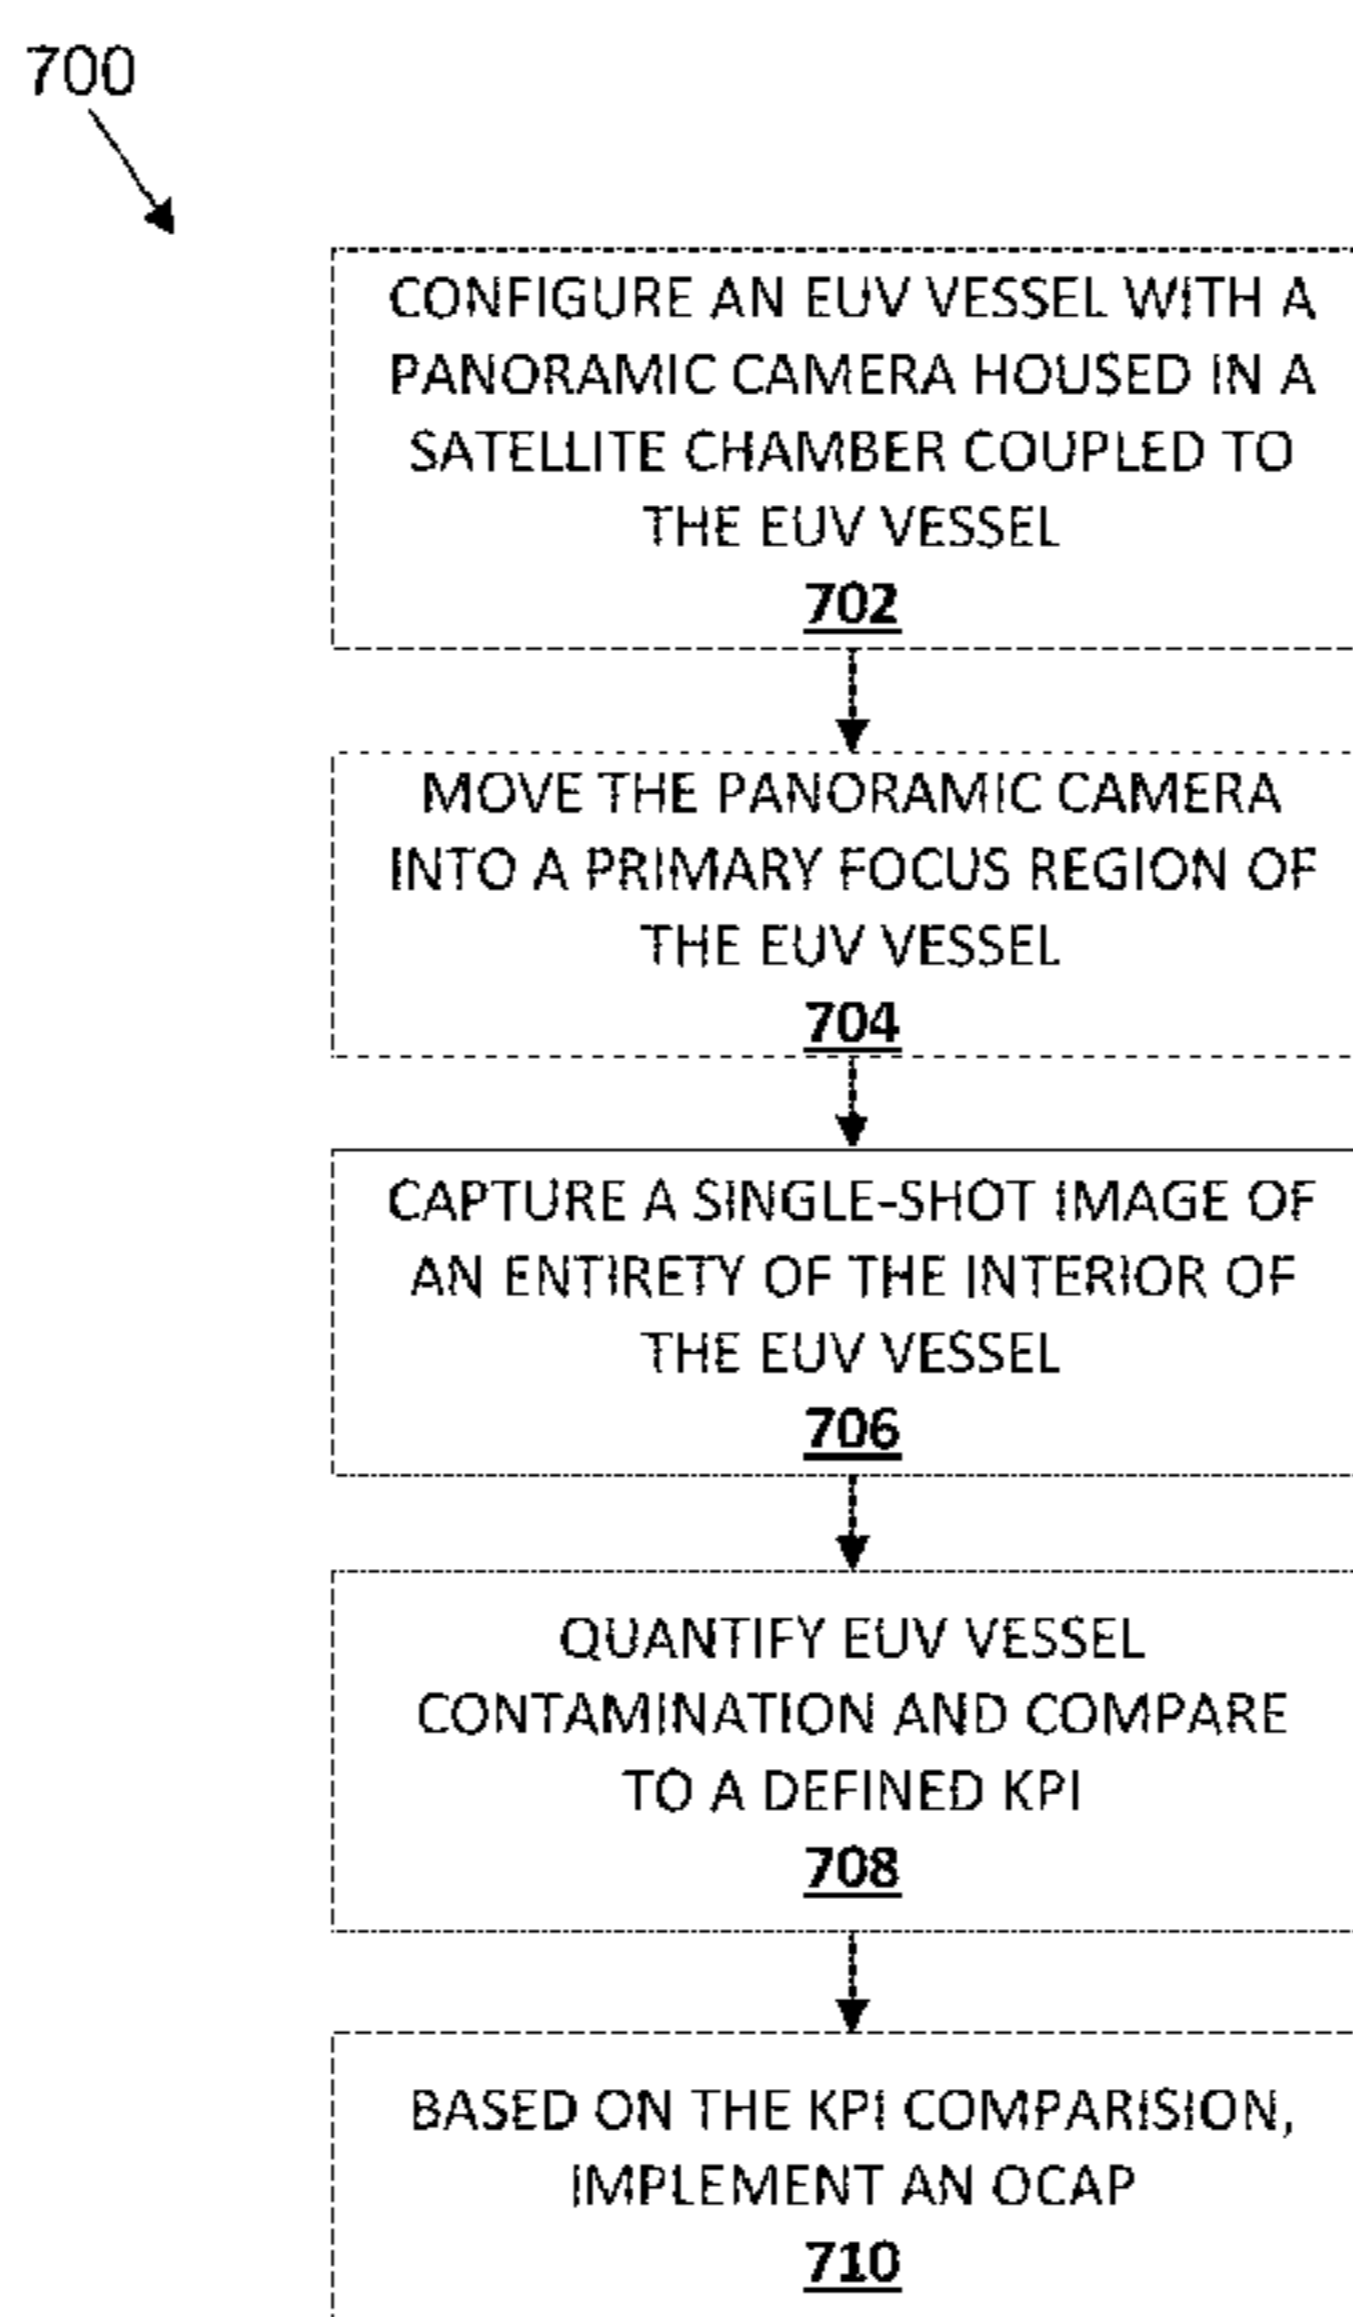 700
CONFIGURE AN EUV VESSEL WITH A
PANORAMIC CAMERA HOUSED IN A
SATELLITE CHAMBER COUPLED TO
THE EUV VESSEL
702
MOVE THE PANORAMIC CAMERA
INTO A PRIMARY FOCUS REGION OF
THE EUV VESSEL
704
CAPTURE A SINGLE-SHOT IMAGE OF
AN ENTIRETY OF THE INTERIOR OF
THE EUV VESSEL
706
QUANTIFY EUV VESSEL
CONTAMINATION AND COMPARE
TO A DEFINED KPI
708
BASED ON THE KPI COMPARISION,
IMPLEMENT AN OCAP
710